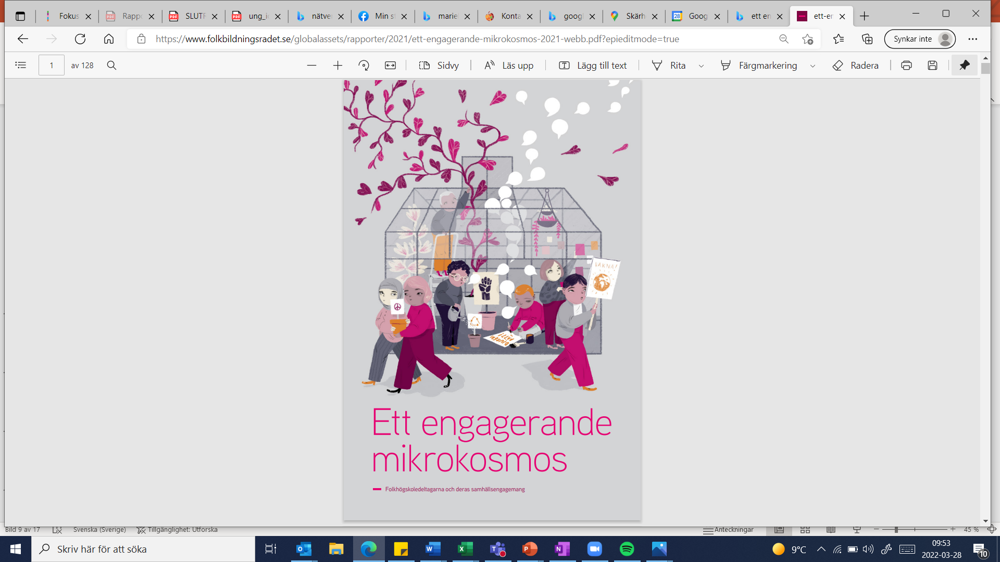 Fokus
Rappo
SLUTF
ung_i
nätver
Min st
marie
Konta
googl
Skärh
Goog
ett en
ett-er
https://www.folkbildningsradet.se/globalassets/rapporter/2021/ett-engagerande-mikrokosmos-2021-webb.pdf?epieditmode=true
Synkar inte
1 av 128
Sidvy
Läs upp
Lägg till text
Rita
Färgmarkering
Radera
VAKNA!
Ett engagerande
mikrokosmos
Folkhögskoledeltagarna och deras samhällsengagemang
Bild 9 av 17
Svenska (Sverige)
Tillgänglighet: Utforska
Anteckningar
45 %
Skriv här för att söka
9°C
09:53
2022-03-28
10